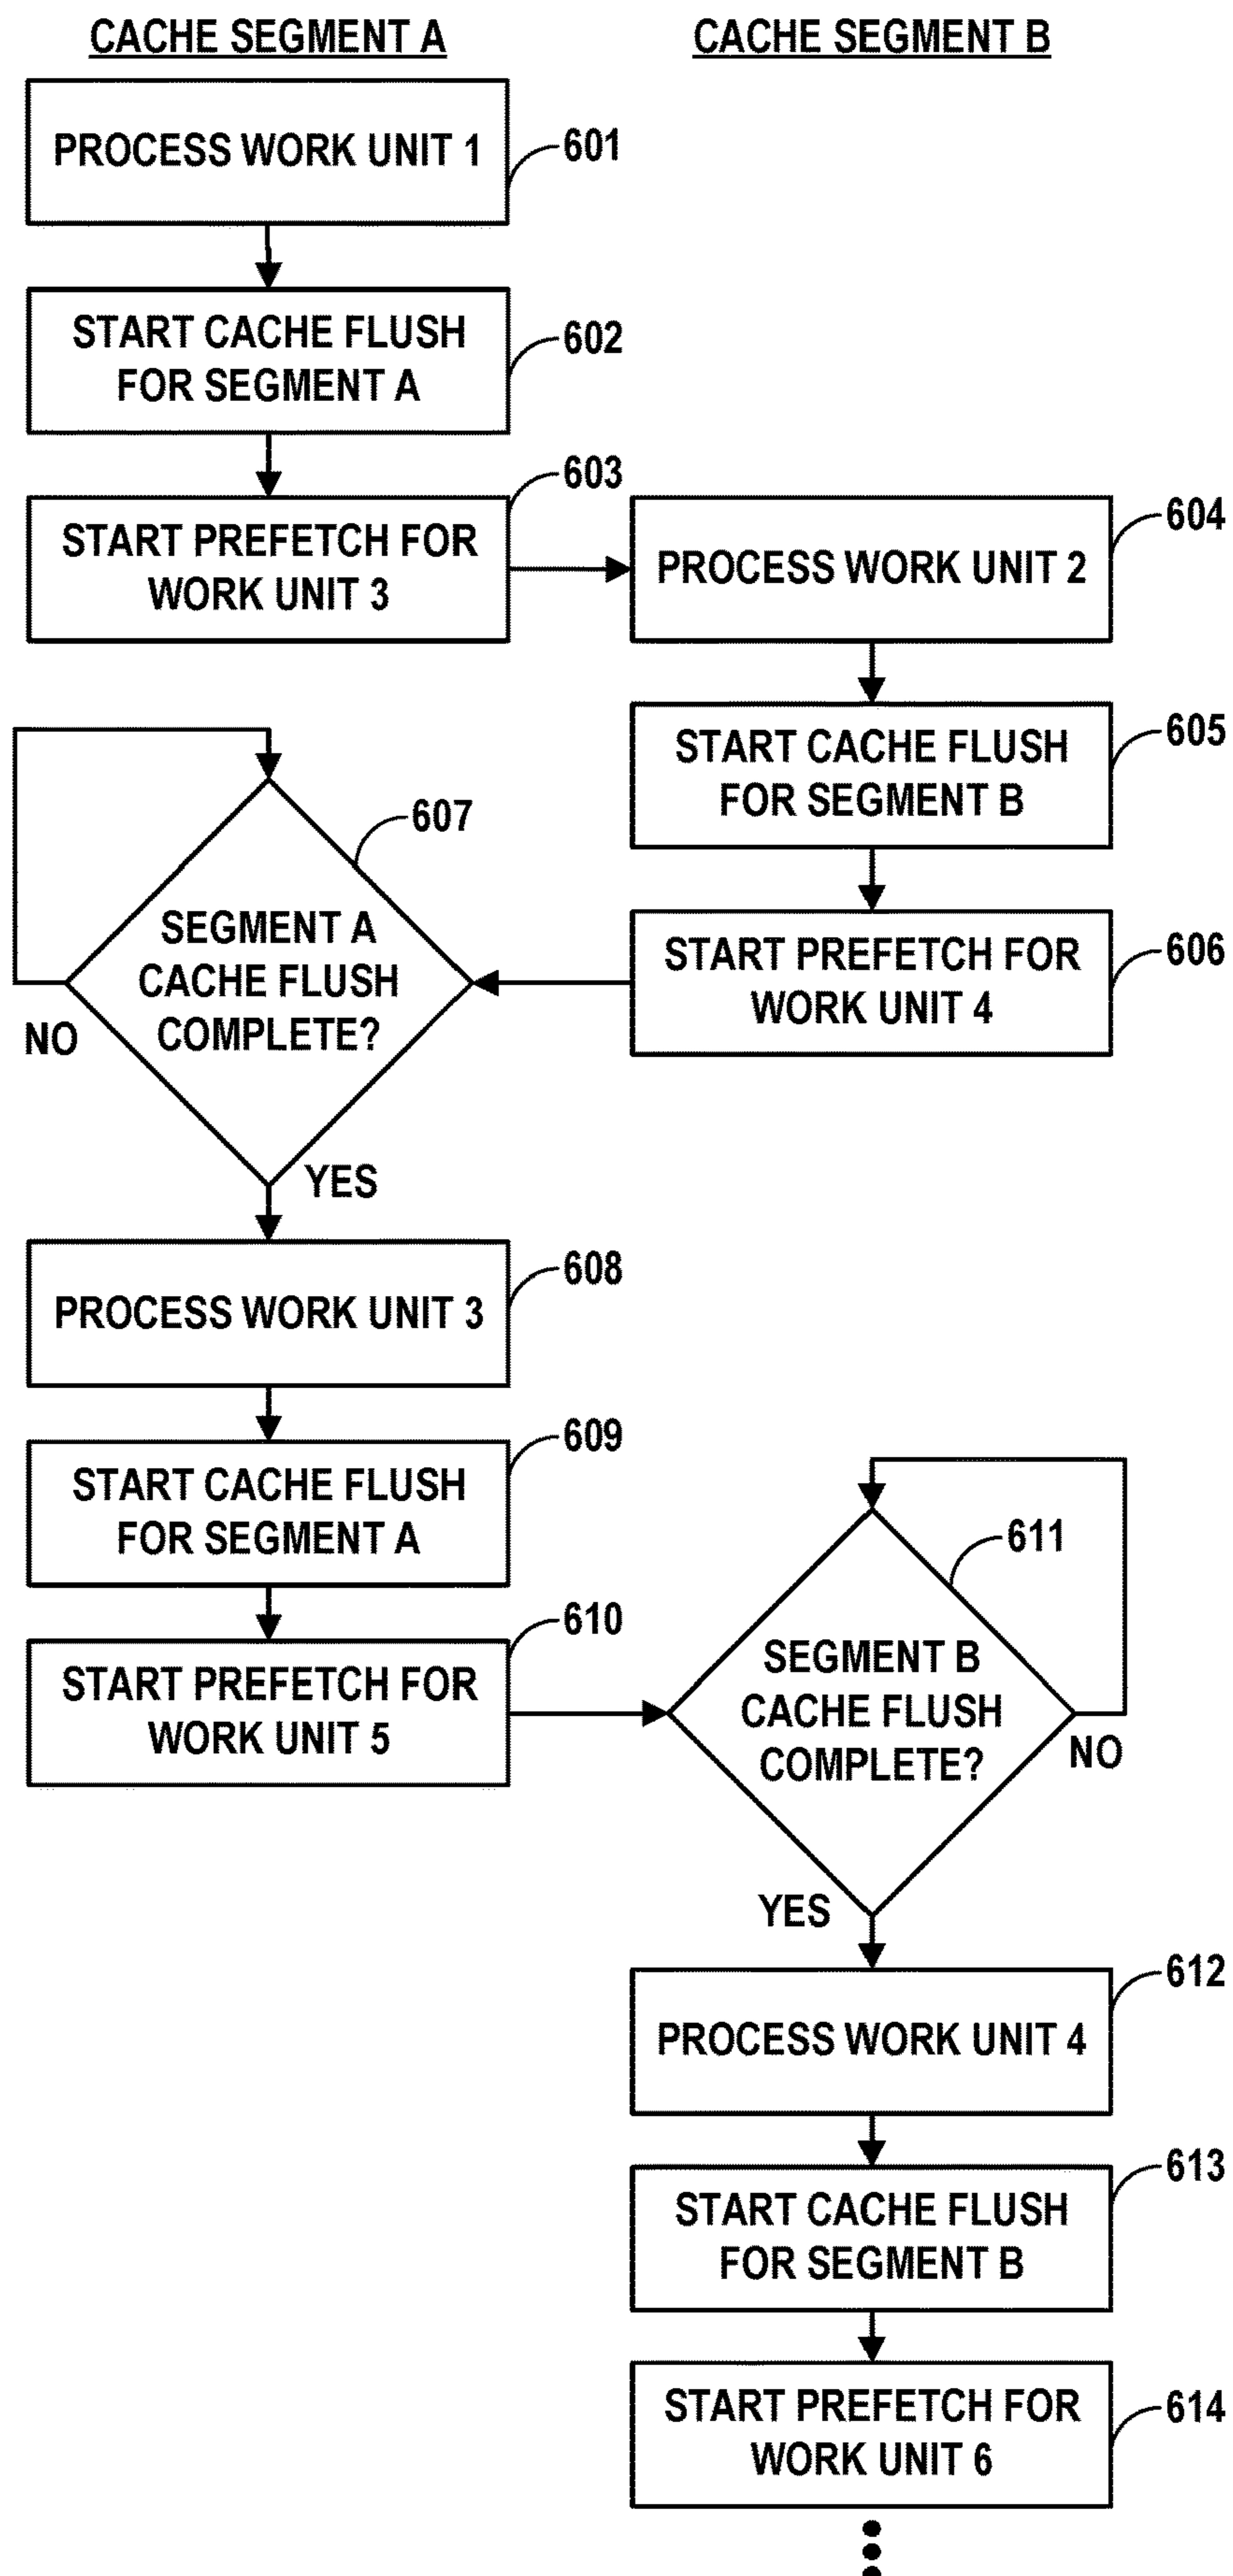 CACHE SEGMENT A
CACHE SEGMENT B
PROCESS WORK UNIT 1
601
START CACHE FLUSH
FOR SEGMENT A
602
START PREFETCH FOR
WORK UNIT 3
603
PROCESS WORK UNIT 2
604
START CACHE FLUSH
FOR SEGMENT B
605
START PREFETCH FOR
WORK UNIT 4
606
607
SEGMENT A
CACHE FLUSH
COMPLETE?
NO
YES
PROCESS WORK UNIT 3
608
START CACHE FLUSH
FOR SEGMENT A
609
START PREFETCH FOR
WORK UNIT 5
610
611
SEGMENT B
CACHE FLUSH
COMPLETE?
NO
YES
PROCESS WORK UNIT 4
612
START CACHE FLUSH
FOR SEGMENT B
613
START PREFETCH FOR
WORK UNIT 6
614